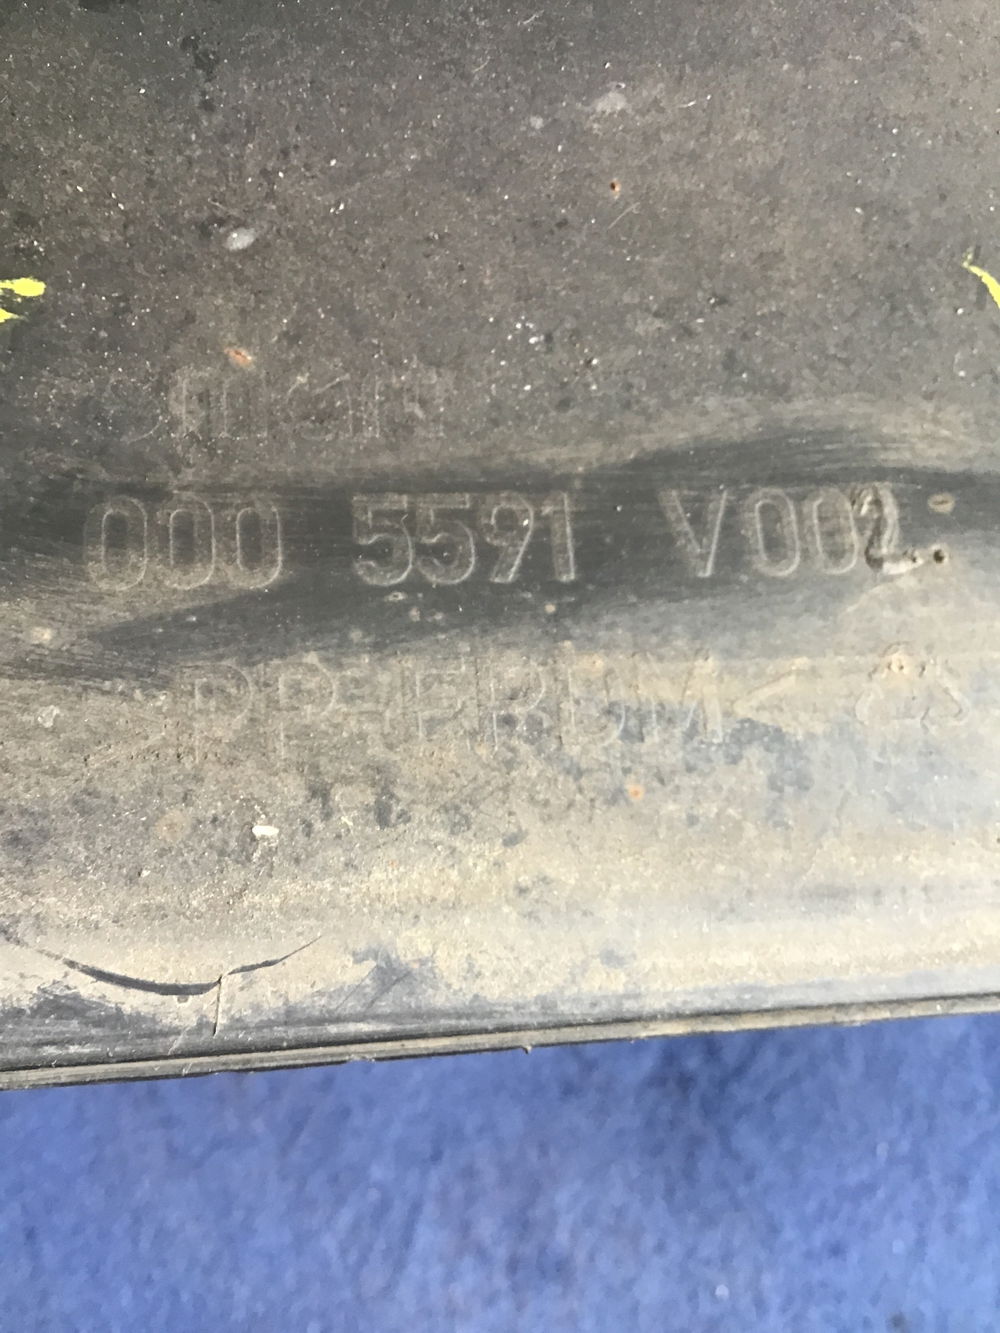 smart
000 5591 V002
>PP-EPDM<